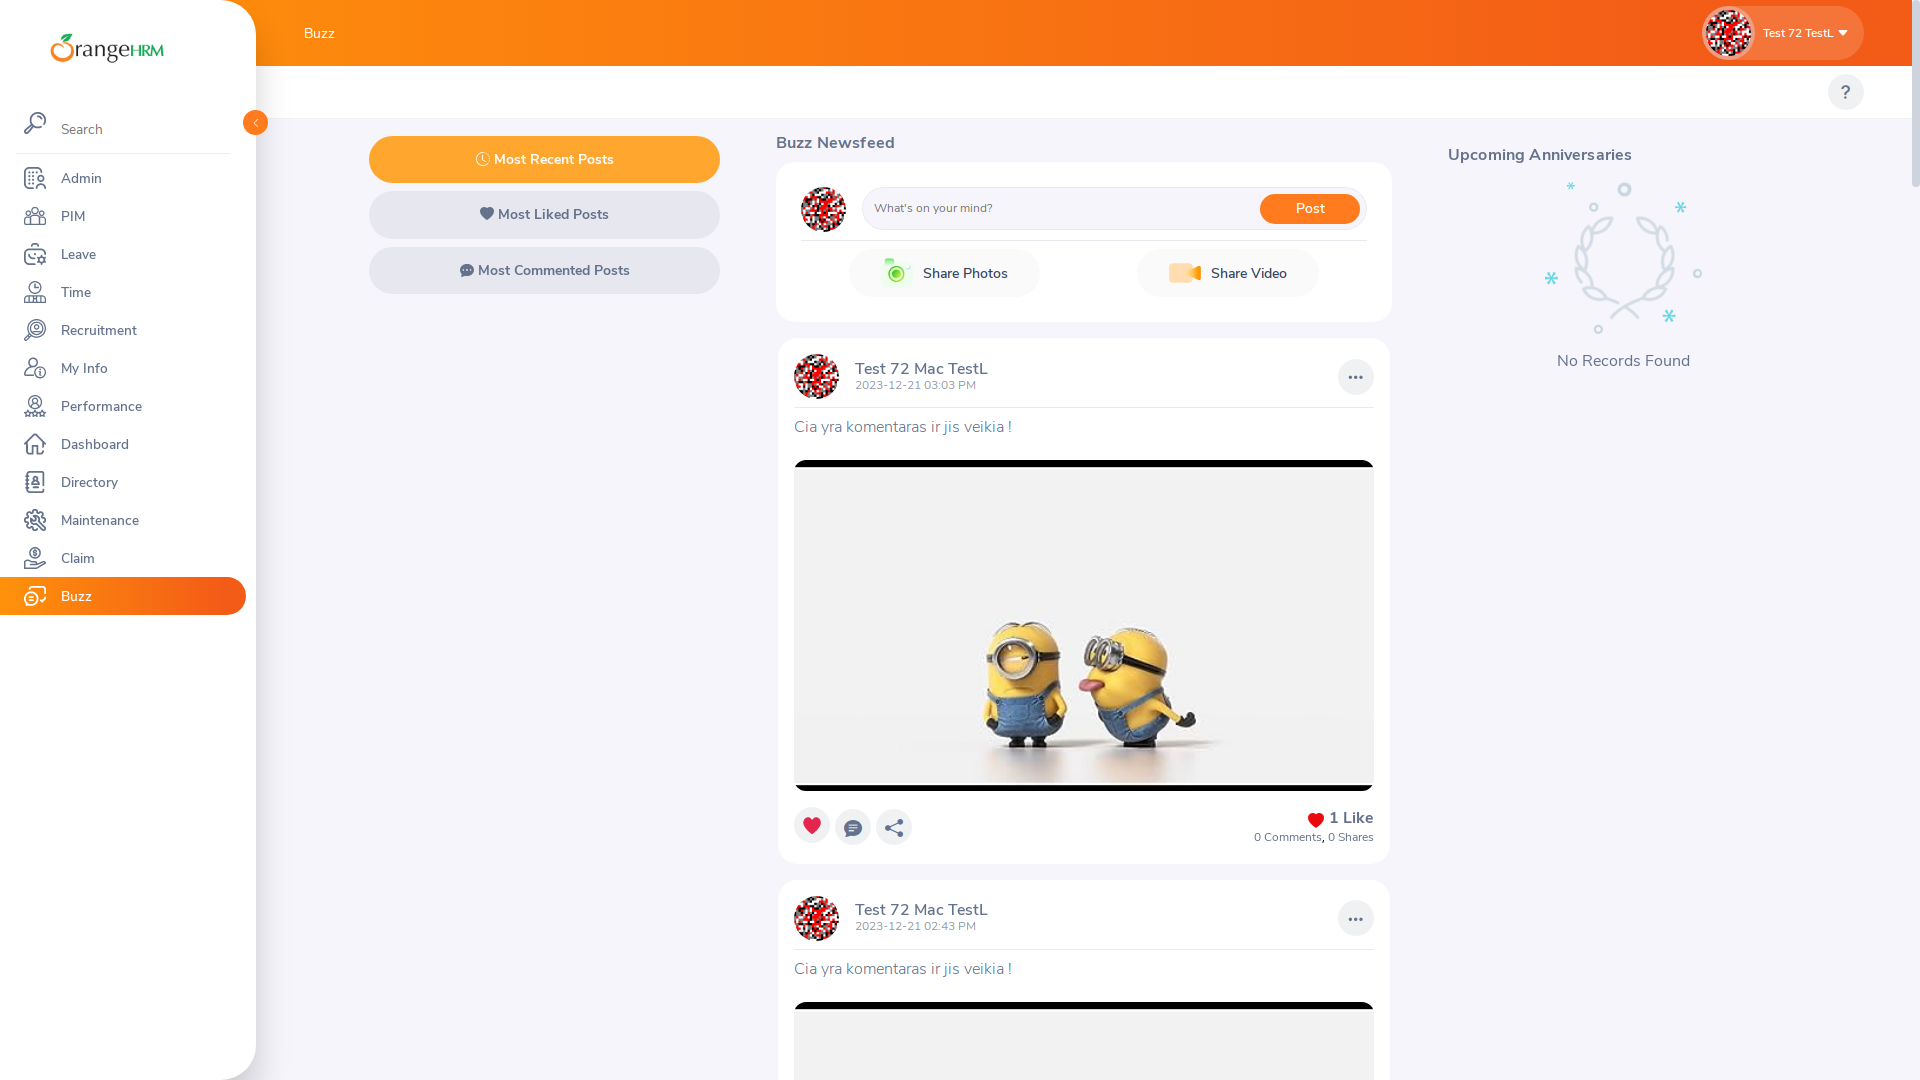 OrangeHRM
Buzz
Test 72 TestL
Search
Admin
PIM
Leave
Time
Recruitment
My Info
Performance
Dashboard
Directory
Maintenance
Claim
Buzz
?
Most Recent Posts
Most Liked Posts
Most Commented Posts
Buzz Newsfeed
What's on your mind?
Post
Share Photos
Share Video
Test 72 Mac TestL
2023-12-21 03:03 PM
Cia yra komentaras ir jis veikia !
1 Like
0 Comments, 0 Shares
Test 72 Mac TestL
2023-12-21 02:43 PM
Cia yra komentaras ir jis veikia !
Upcoming Anniversaries
No Records Found